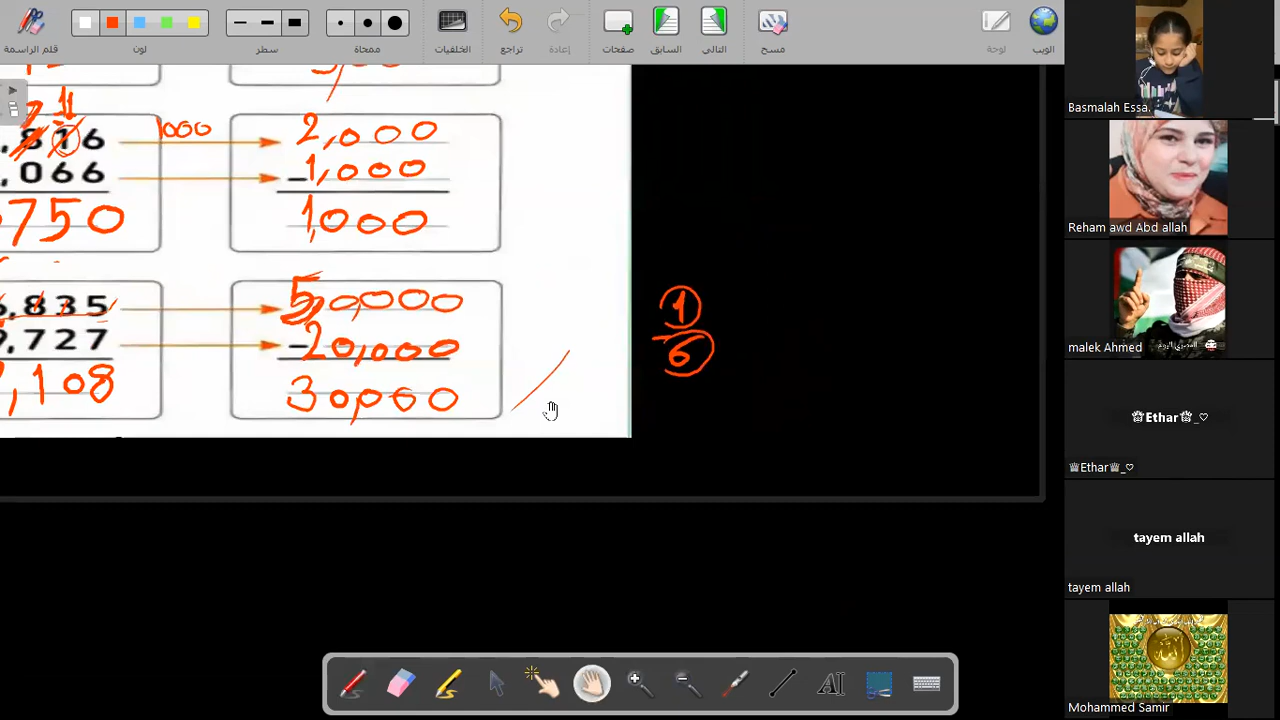 قلم الراسمة
لون
سطر
ممحاة
الخلفيات
تراجع
إعادة
صفحات
السابق
التالي
مسح
لوحة
الويب
,816
1000
2,000
,066
- 1,000
750
1,000
,835
50,000
,727
- 20,000
,108
30,000
1
6
Basmalah Essa.
Reham awd Abd allah
malek Ahmed
♕Ethar♕_♡
♕Ethar♕_♡
tayem allah
tayem allah
Mohammed Samir